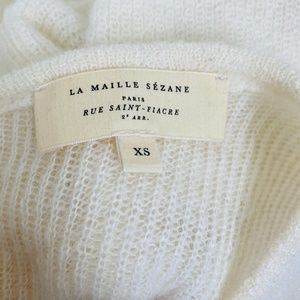 LA MAILLE SÉZANE
PARIS
RUE SAINT-FIACRE
2ᵉ ARR.
XS